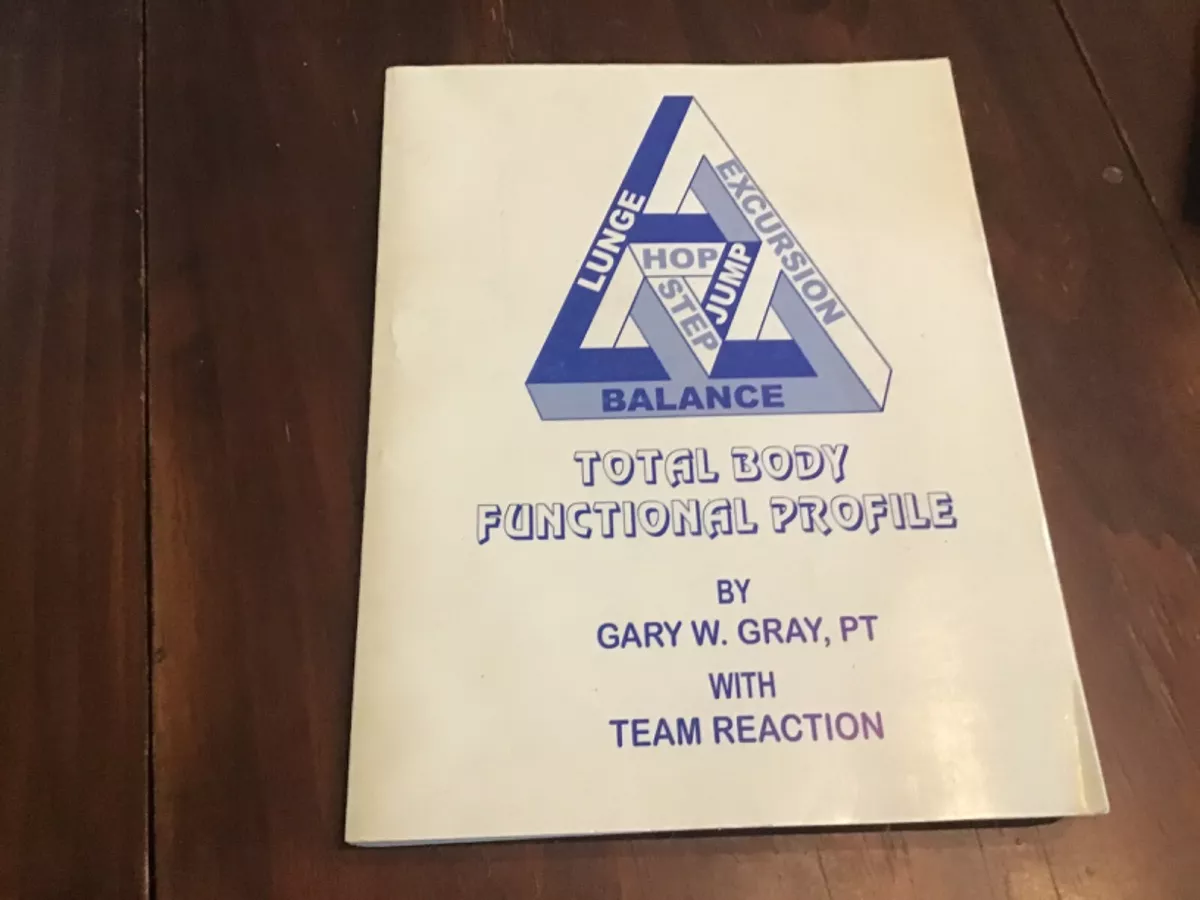 LUNGE
EXCURSION
HOP
JUMP
STEP
BALANCE
TOTAL BODY
FUNCTIONAL PROFILE
BY
GARY W. GRAY, PT
WITH
TEAM REACTION